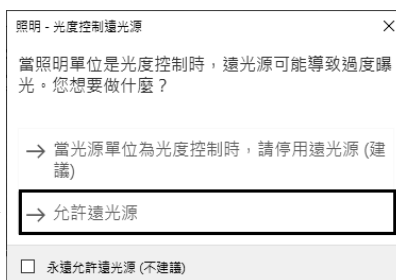 照明 - 光度控制遠光源
當照明單位是光度控制時，遠光源可能導致過度曝
光。您想要做什麼？
→ 當光源單位為光度控制時，請停用遠光源 (建
議)
→ 允許遠光源
永遠允許遠光源 (不建議)